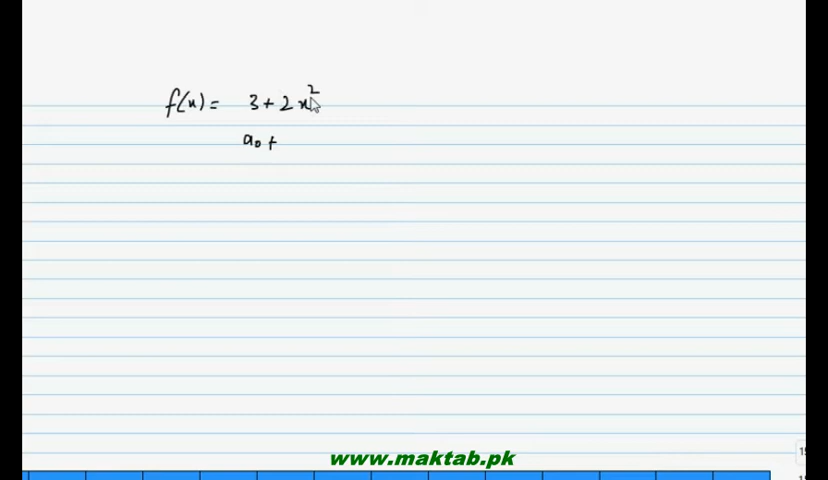 f(x) = 3 + 2x²
a₀ +
www.maktab.pk